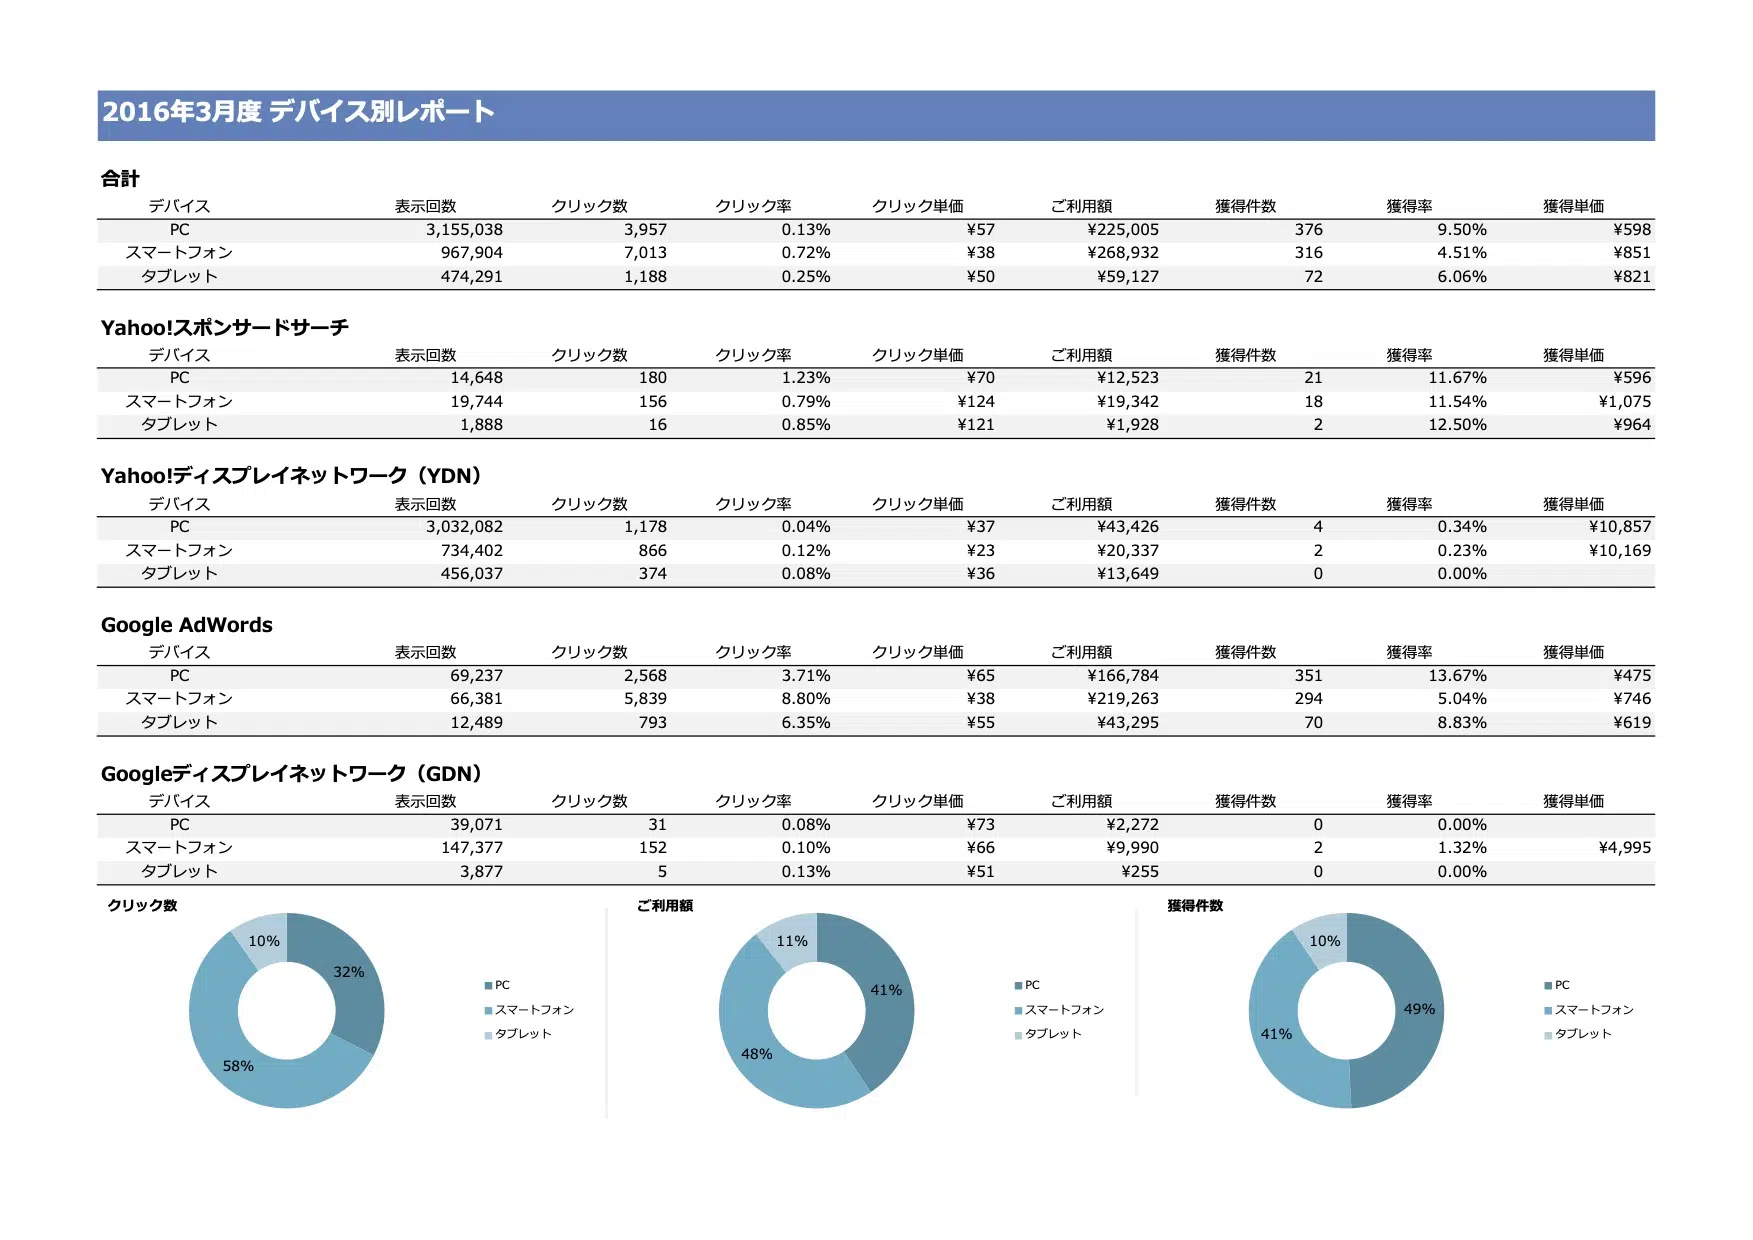 2016年3月度 デバイス別レポート
合計
デバイス 表示回数 クリック数 クリック率 クリック単価 ご利用額 獲得件数 獲得率 獲得単価
PC 3,155,038 3,957 0.13% ¥57 ¥225,005 376 9.50% ¥598
スマートフォン 967,904 7,013 0.72% ¥38 ¥268,932 316 4.51% ¥851
タブレット 474,291 1,188 0.25% ¥50 ¥59,127 72 6.06% ¥821
Yahoo!スポンサードサーチ
デバイス 表示回数 クリック数 クリック率 クリック単価 ご利用額 獲得件数 獲得率 獲得単価
PC 14,648 180 1.23% ¥70 ¥12,523 21 11.67% ¥596
スマートフォン 19,744 156 0.79% ¥124 ¥19,342 18 11.54% ¥1,075
タブレット 1,888 16 0.85% ¥121 ¥1,928 2 12.50% ¥964
Yahoo!ディスプレイネットワーク（YDN）
デバイス 表示回数 クリック数 クリック率 クリック単価 ご利用額 獲得件数 獲得率 獲得単価
PC 3,032,082 1,178 0.04% ¥37 ¥43,426 4 0.34% ¥10,857
スマートフォン 734,402 866 0.12% ¥23 ¥20,337 2 0.23% ¥10,169
タブレット 456,037 374 0.08% ¥36 ¥13,649 0 0.00%
Google AdWords
デバイス 表示回数 クリック数 クリック率 クリック単価 ご利用額 獲得件数 獲得率 獲得単価
PC 69,237 2,568 3.71% ¥65 ¥166,784 351 13.67% ¥475
スマートフォン 66,381 5,839 8.80% ¥38 ¥219,263 294 5.04% ¥746
タブレット 12,489 793 6.35% ¥55 ¥43,295 70 8.83% ¥619
Googleディスプレイネットワーク（GDN）
デバイス 表示回数 クリック数 クリック率 クリック単価 ご利用額 獲得件数 獲得率 獲得単価
PC 39,071 31 0.08% ¥73 ¥2,272 0 0.00%
スマートフォン 147,377 152 0.10% ¥66 ¥9,990 2 1.32% ¥4,995
タブレット 3,877 5 0.13% ¥51 ¥255 0 0.00%
クリック数
10%
32%
58%
PC
スマートフォン
タブレット
ご利用額
11%
41%
48%
PC
スマートフォン
タブレット
獲得件数
10%
49%
41%
PC
スマートフォン
タブレット